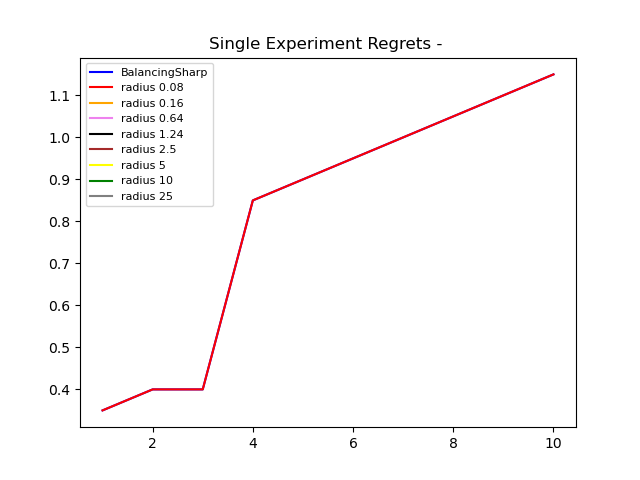 Single Experiment Regrets -
BalancingSharp
radius 0.08
radius 0.16
radius 0.64
radius 1.24
radius 2.5
radius 5
radius 10
radius 25
1.1
1.0
0.9
0.8
0.7
0.6
0.5
0.4
2 4 6 8 10